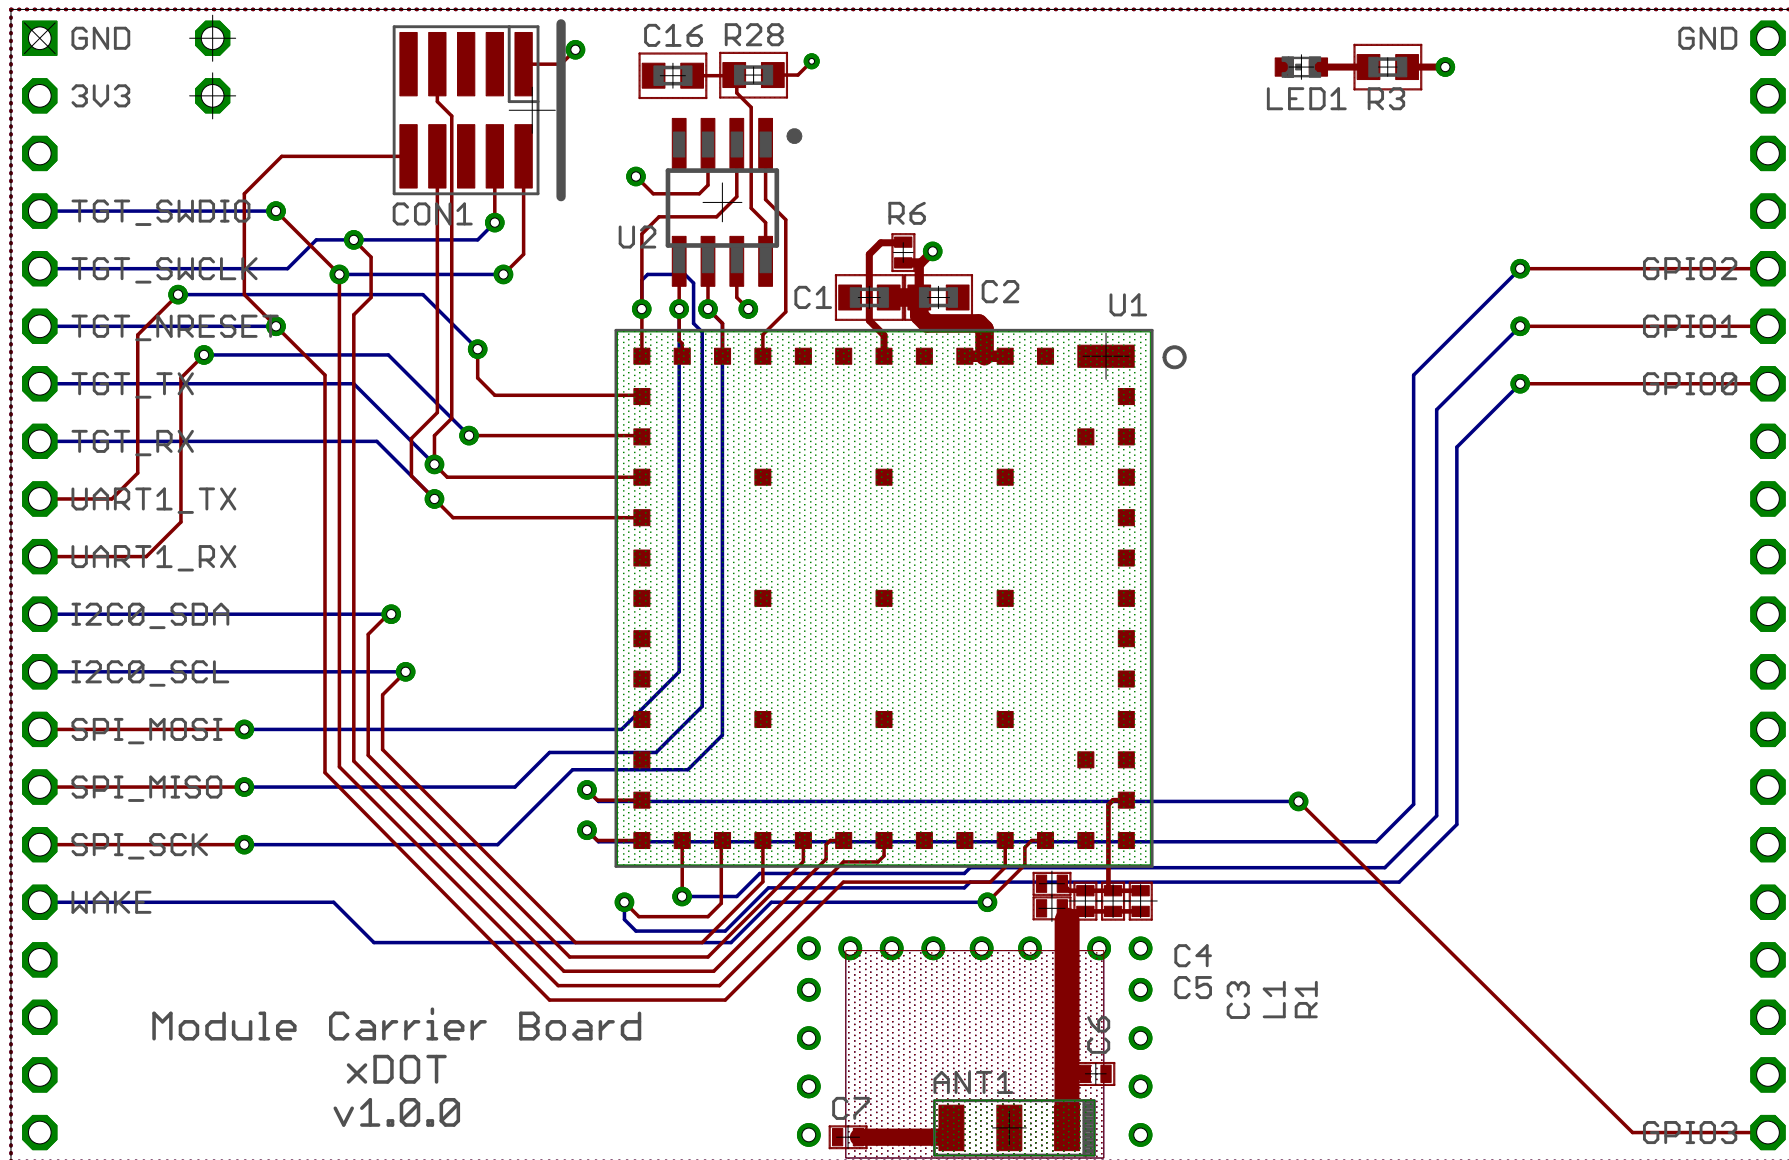 GND
3V3
TGT_SWDIO
TGT_SWCLK
TGT_NRESET
TGT_TX
TGT_RX
UART1_TX
UART1_RX
I2C0_SDA
I2C0_SCL
SPI_MOSI
SPI_MISO
SPI_SCK
WAKE
CON1
C16 R28
U2
R6
C1
C2
U1
LED1 R3
GND
GPIO2
GPIO1
GPIO0
GPIO3
C4
C5
C3
L1
R1
C6
ANT1
C7
Module Carrier Board
xDOT
v1.0.0